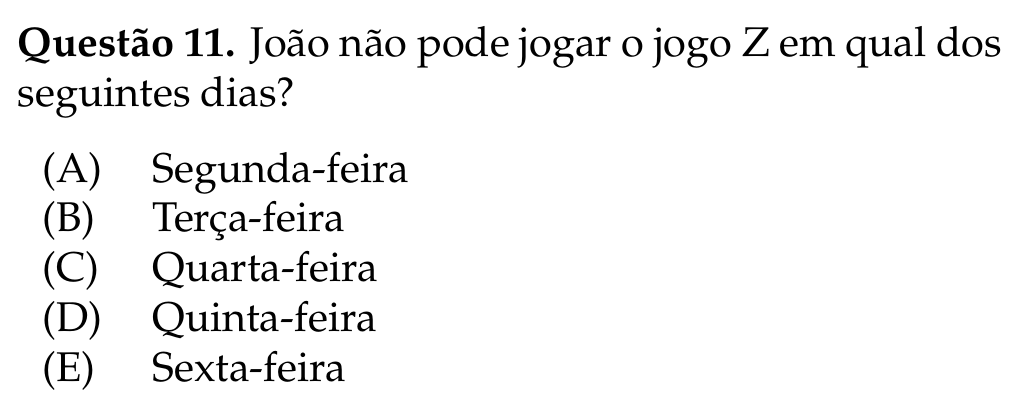 Questão 11. João não pode jogar o jogo Z em qual dos
seguintes dias?
(A) Segunda-feira
(B) Terça-feira
(C) Quarta-feira
(D) Quinta-feira
(E) Sexta-feira